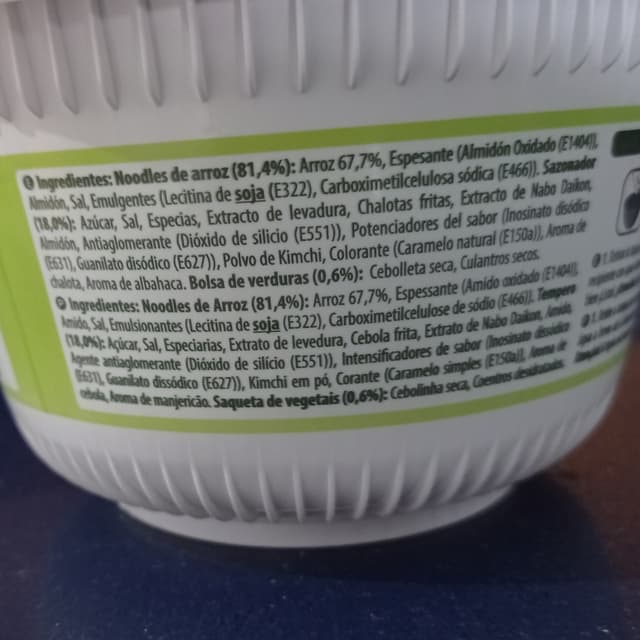 E Ingredientes: Noodles de arroz (81,4%): Arroz 67,7%, Espesante (Almidón Oxidado (E1404)),
Almidón, Sal, Emulgentes (Lecitina de soja (E322), Carboximetilcelulosa sódica (E466)). Sazonador
(18,0%): Azúcar, Sal, Especias, Extracto de levadura, Chalotas fritas, Extracto de Nabo Daikon,
Almidón, Antiaglomerante (Dióxido de silicio (E551)), Potenciadores del sabor (Inosinato disódico
(E631), Guanilato disódico (E627)), Polvo de Kimchi, Colorante (Caramelo natural (E150a)), Aroma de
chalota, Aroma de albahaca. Bolsa de verduras (0,6%): Cebolleta seca, Culantros secos.
P Ingredientes: Noodles de Arroz (81,4%): Arroz 67,7%, Espessante (Amido oxidado (E1404)),
Amido, Sal, Emulsionantes (Lecitina de soja (E322), Carboximetilcelulose de sódio (E466)). Tempero
(18,0%): Açúcar, Sal, Especiarias, Extrato de levedura, Cebola frita, Extrato de Nabo Daikon, Amido,
Agente antiaglomerante (Dióxido de silício (E551)), Intensificadores de sabor (Inosinato dissódico
(E631), Guanilato dissódico (E627)), Kimchi em pó, Corante (Caramelo simples (E150a)), Aroma de
cebola, Aroma de manjericão. Saqueta de vegetais (0,6%): Cebolinha seca, Coentros desidratados.